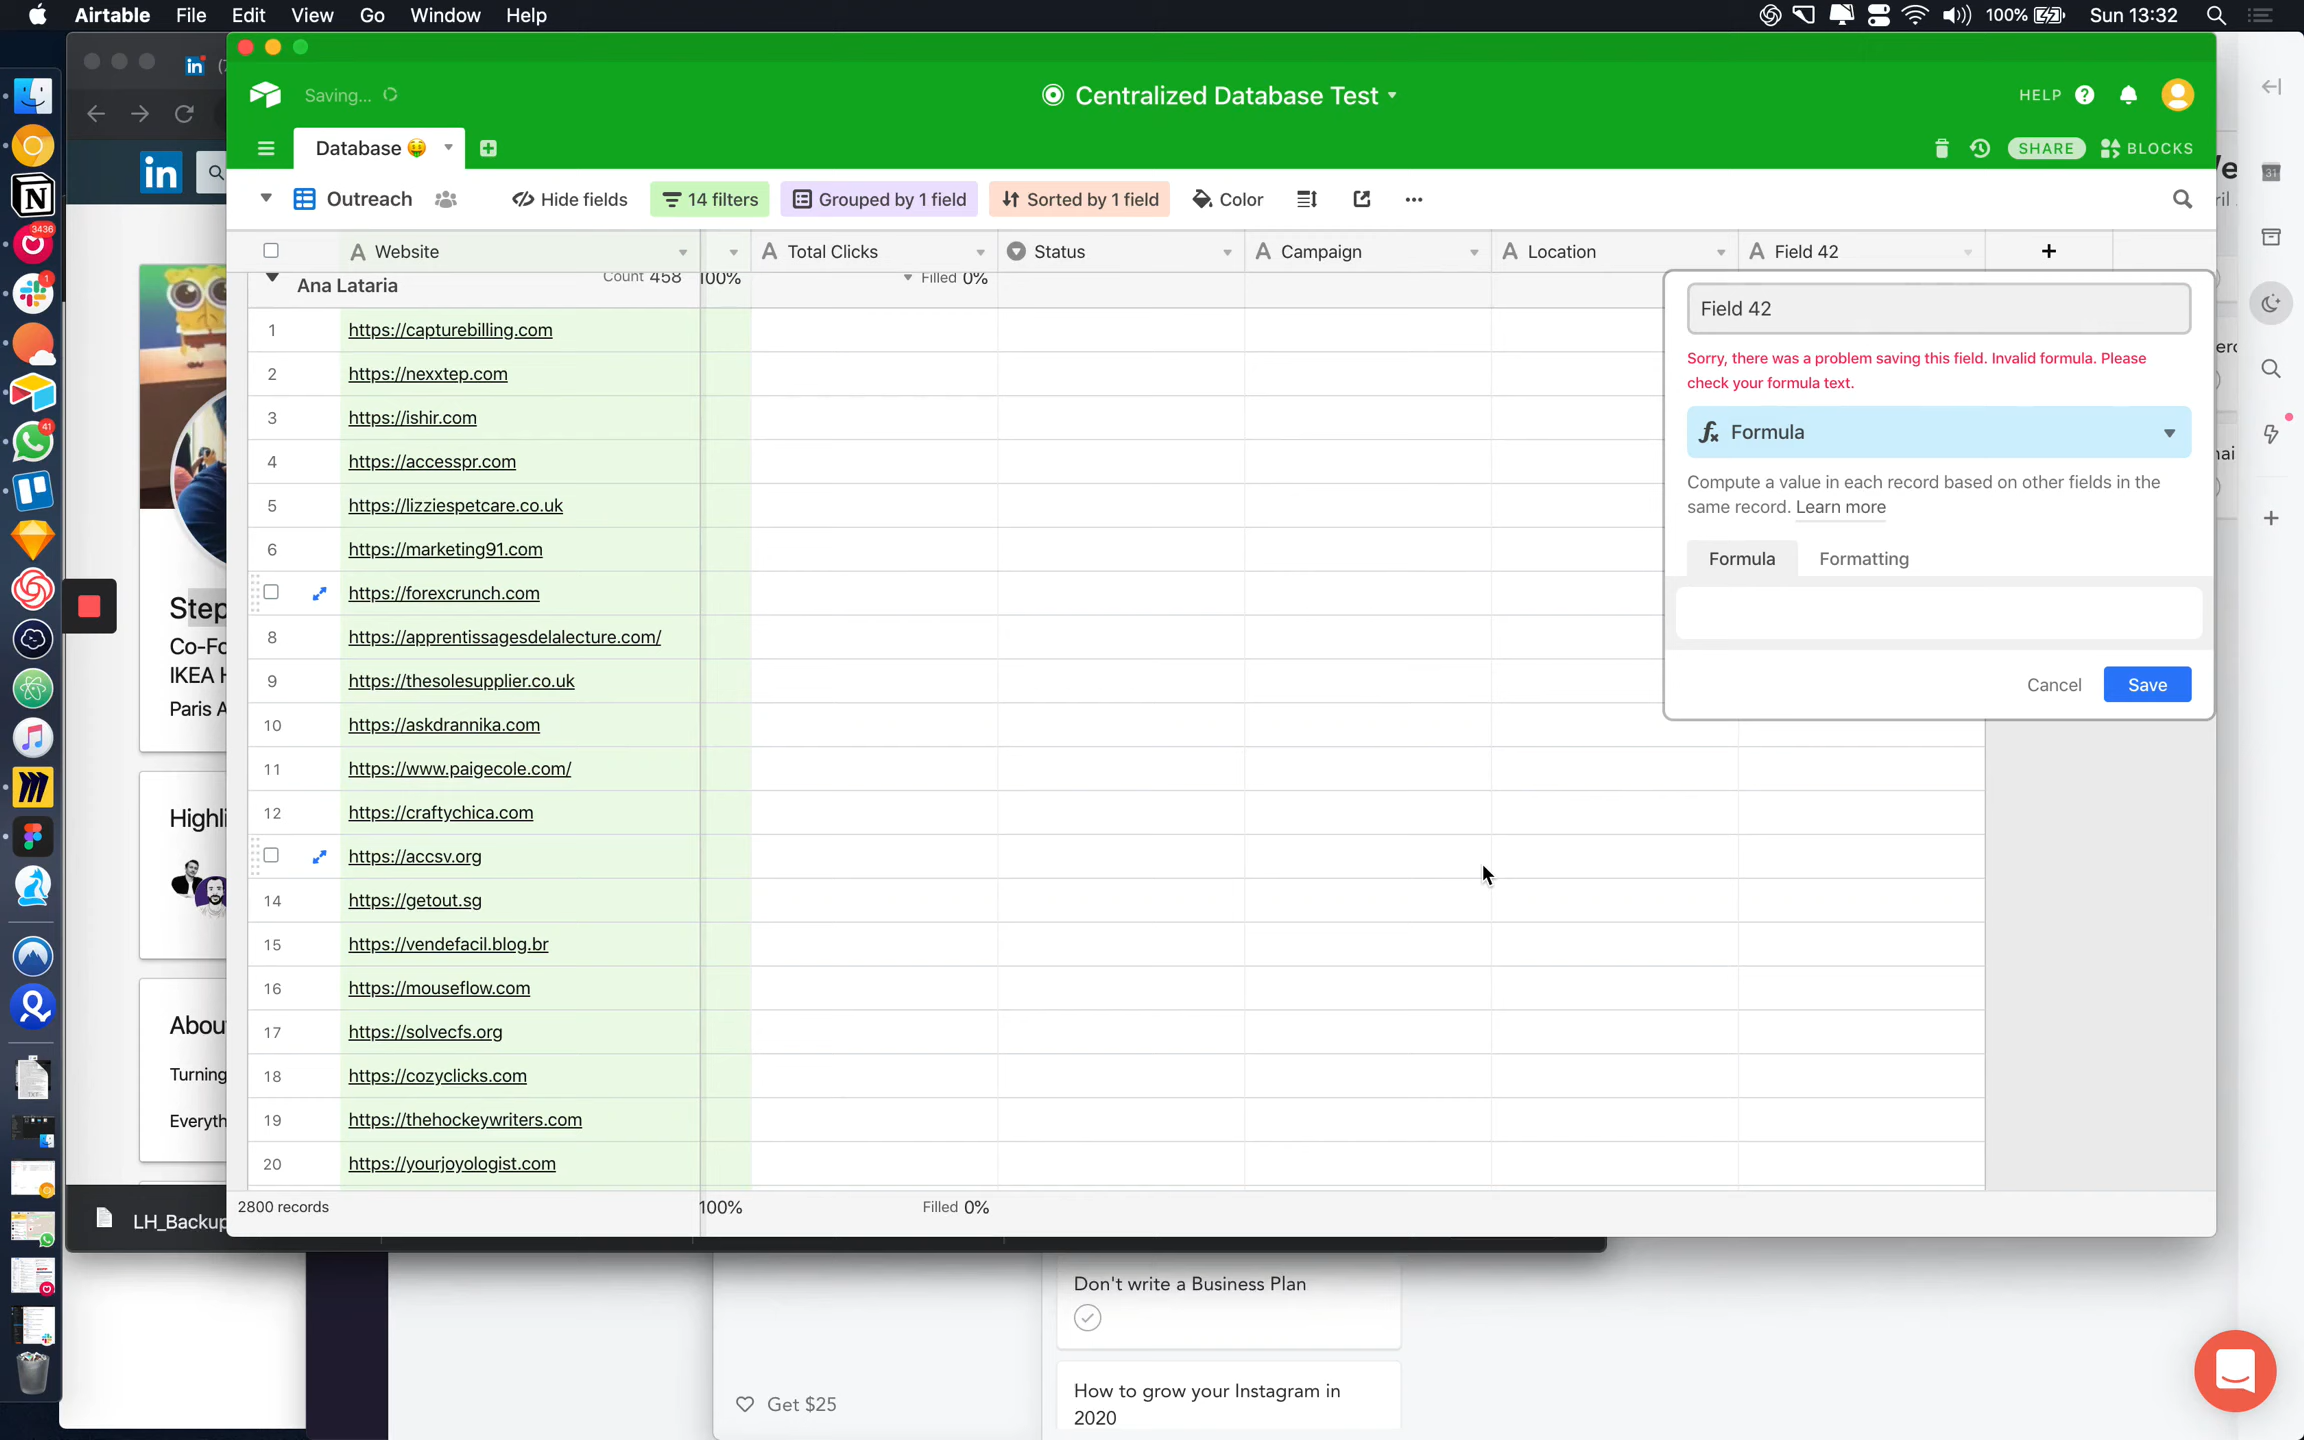 Airtable File Edit View Go Window Help
100% Sun 13:32
in
Saving...
Centralized Database Test
HELP
Database
SHARE
BLOCKS
in
Outreach
Hide fields
14 filters
Grouped by 1 field
Sorted by 1 field
Color
A Website
A Total Clicks
Status
A Campaign
A Location
A Field 42
31
3436
1
41
Ana Lataria
Count 458
100%
Filled 0%
1 https://capturebilling.com
2 https://nexxtep.com
3 https://ishir.com
4 https://accesspr.com
5 https://lizziespetcare.co.uk
6 https://marketing91.com
https://forexcrunch.com
8 https://apprentissagesdelalecture.com/
9 https://thesolesupplier.co.uk
10 https://askdrannika.com
11 https://www.paigecole.com/
12 https://craftychica.com
https://accsv.org
14 https://getout.sg
15 https://vendefacil.blog.br
16 https://mouseflow.com
17 https://solvecfs.org
18 https://cozyclicks.com
19 https://thehockeywriters.com
20 https://yourjoyologist.com
2800 records
100%
Filled 0%
Field 42
Sorry, there was a problem saving this field. Invalid formula. Please
check your formula text.
Formula
Compute a value in each record based on other fields in the
same record. Learn more
Formula Formatting
Cancel Save
Step
Co-Fo
IKEA H
Paris A
Highli
Abou
Turning
Everyth
LH_Backup
TXT
Don't write a Business Plan
Get $25
How to grow your Instagram in
2020